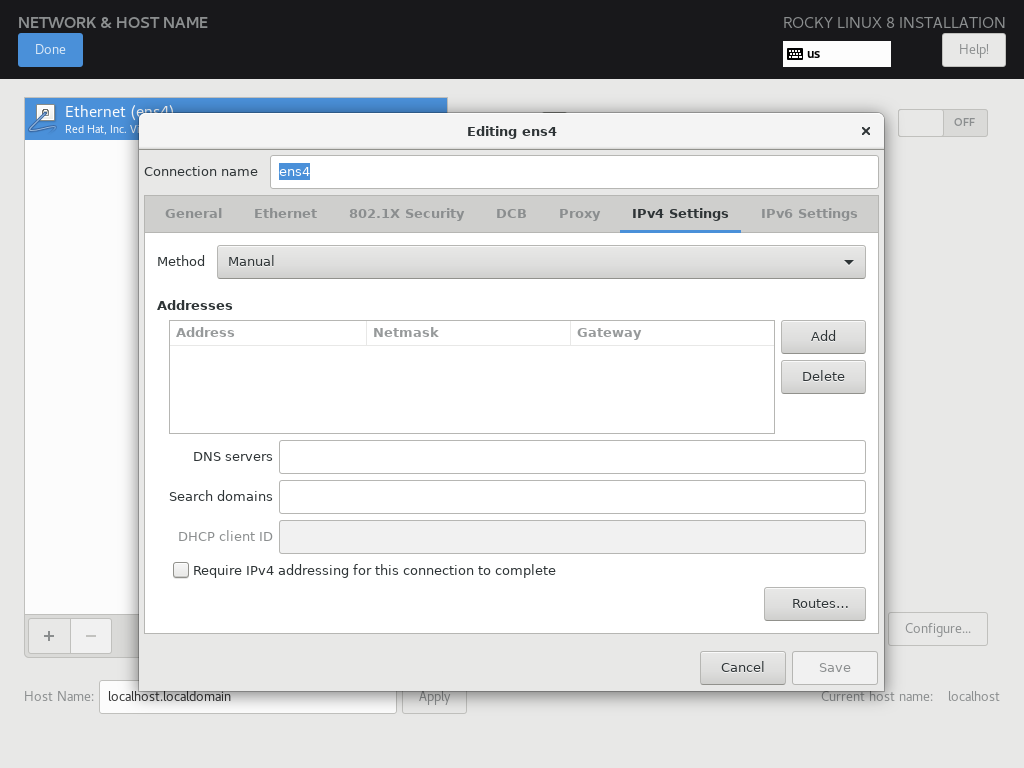 NETWORK & HOST NAME
ROCKY LINUX 8 INSTALLATION
Done
us
Help!
Ethernet (ens4)
Red Hat, Inc. Vi
OFF
Editing ens4
Connection name ens4
General Ethernet 802.1X Security DCB Proxy IPv4 Settings IPv6 Settings
Method Manual
Addresses
Address Netmask Gateway
Add
Delete
DNS servers
Search domains
DHCP client ID
Require IPv4 addressing for this connection to complete
Routes…
Configure...
Cancel Save
Host Name: localhost.localdomain Apply Current host name: localhost